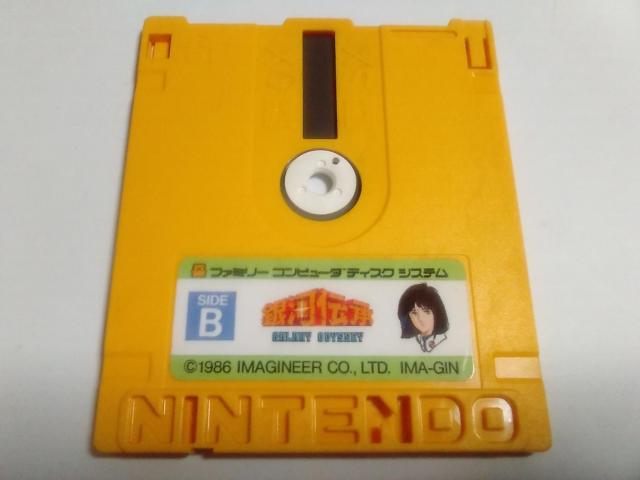 ファミリー コンピュータ ディスク システム
SIDE
B
銀河伝承
GALAXY ODYSSEY
©1986 IMAGINEER CO., LTD. IMA-GIN
NINTENDO